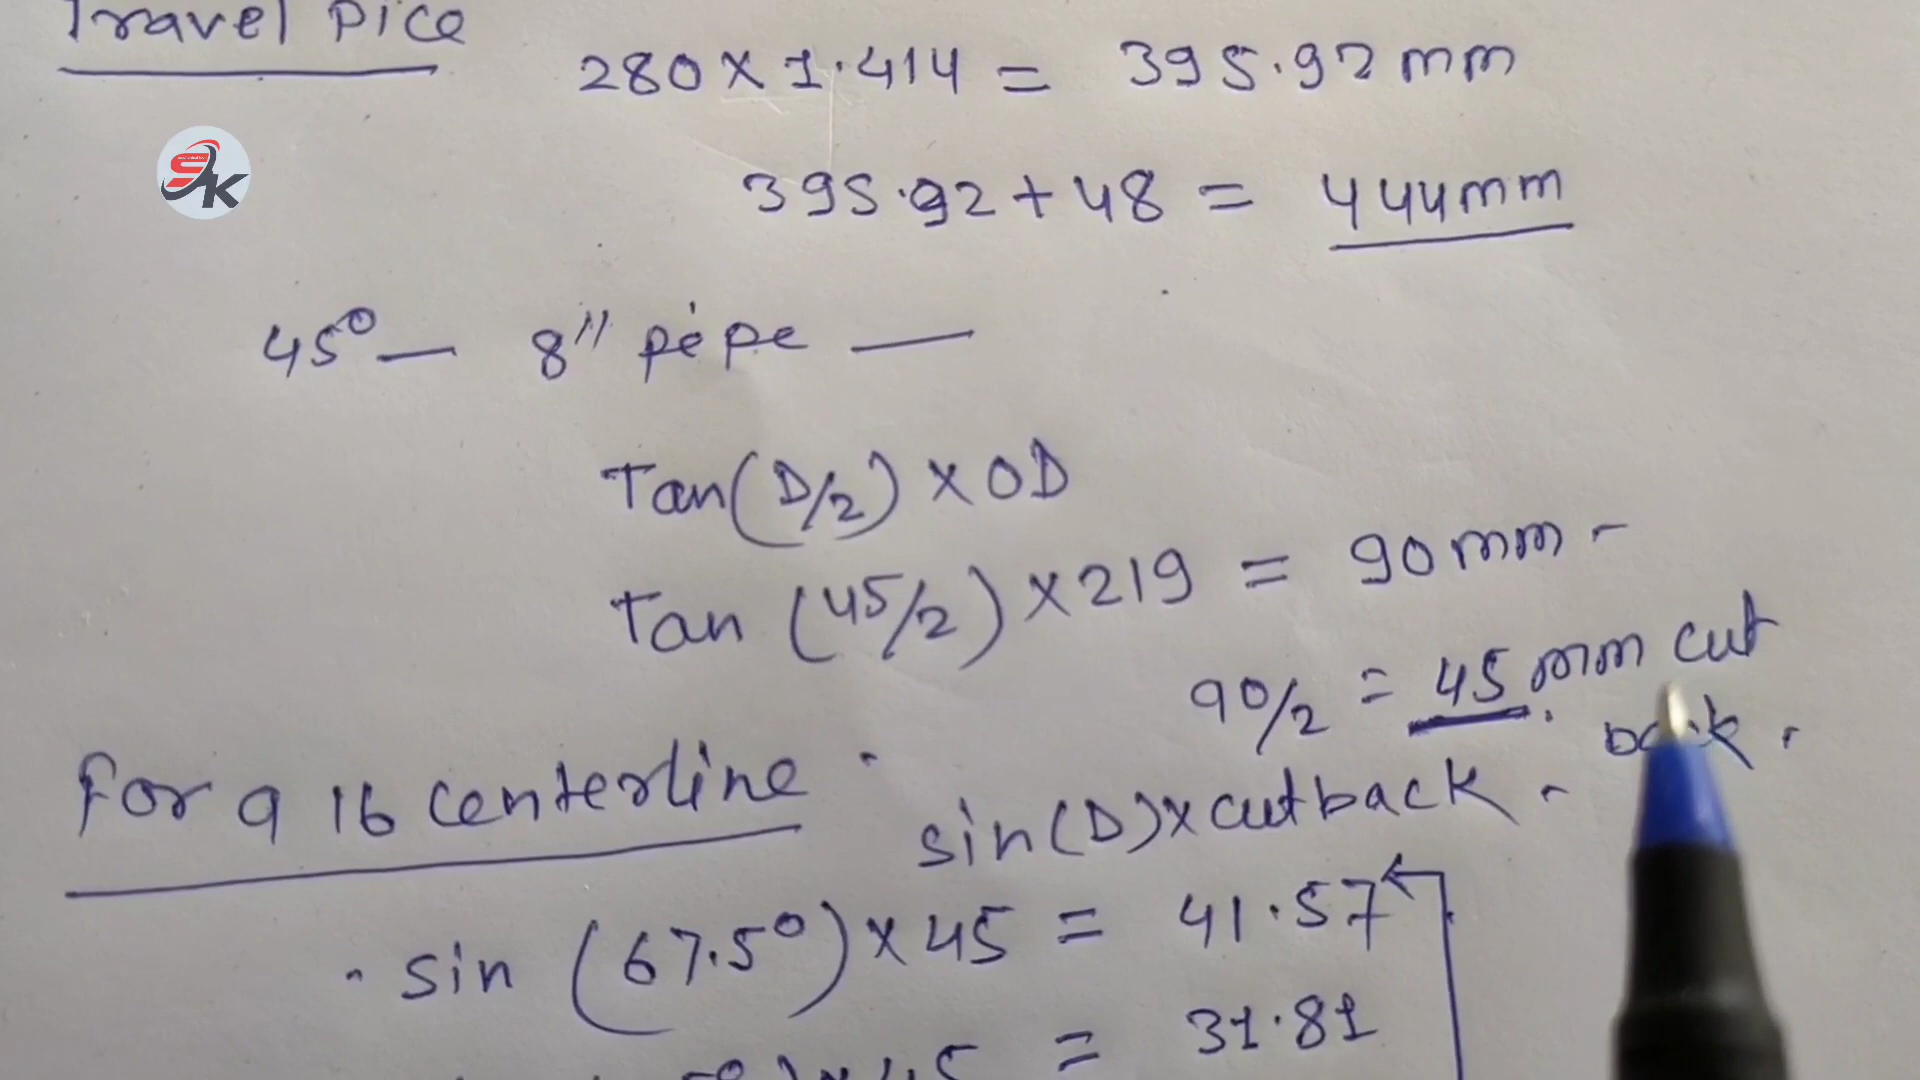 Travel pice
280 × 1.414 = 395.92 mm
SK
395.92 + 48 = 444mm
45° — 8" pipe —
Tan(D/2) × OD
Tan (45/2) × 219 = 90mm -
90/2 = 45 mm cut
back.
For a 16 centerline
sin(D)×cutback -
sin (67.5°) × 45 = 41.57
= 31.81